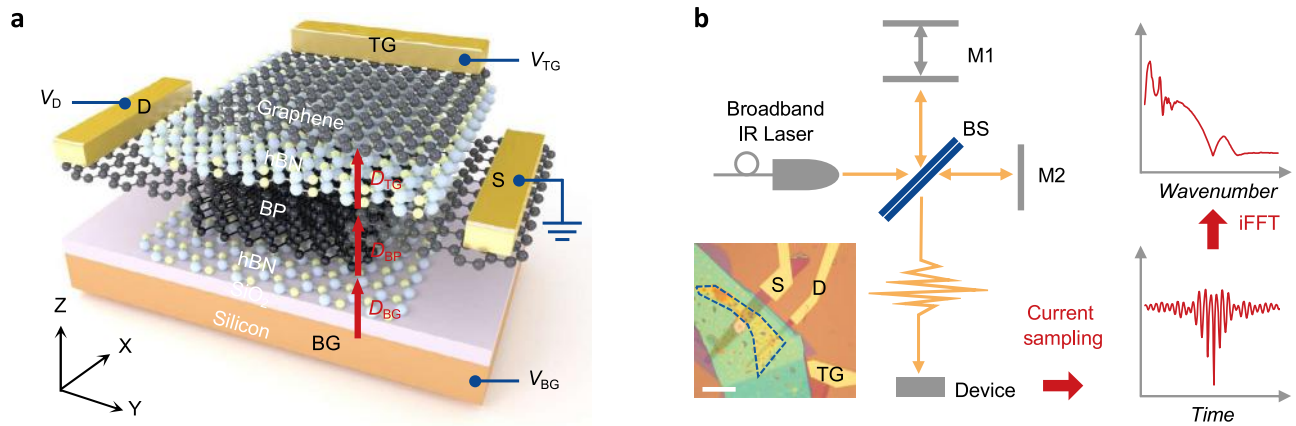 a
TG
V_TG
V_D
D
Graphene
hBN
D_TG
S
BP
D_BP
hBN
SiO₂
D_BG
Silicon
BG
V_BG
Z
X
Y
b
M1
Broadband
IR Laser
BS
M2
Wavenumber
iFFT
S
D
TG
Current
sampling
Device
Time